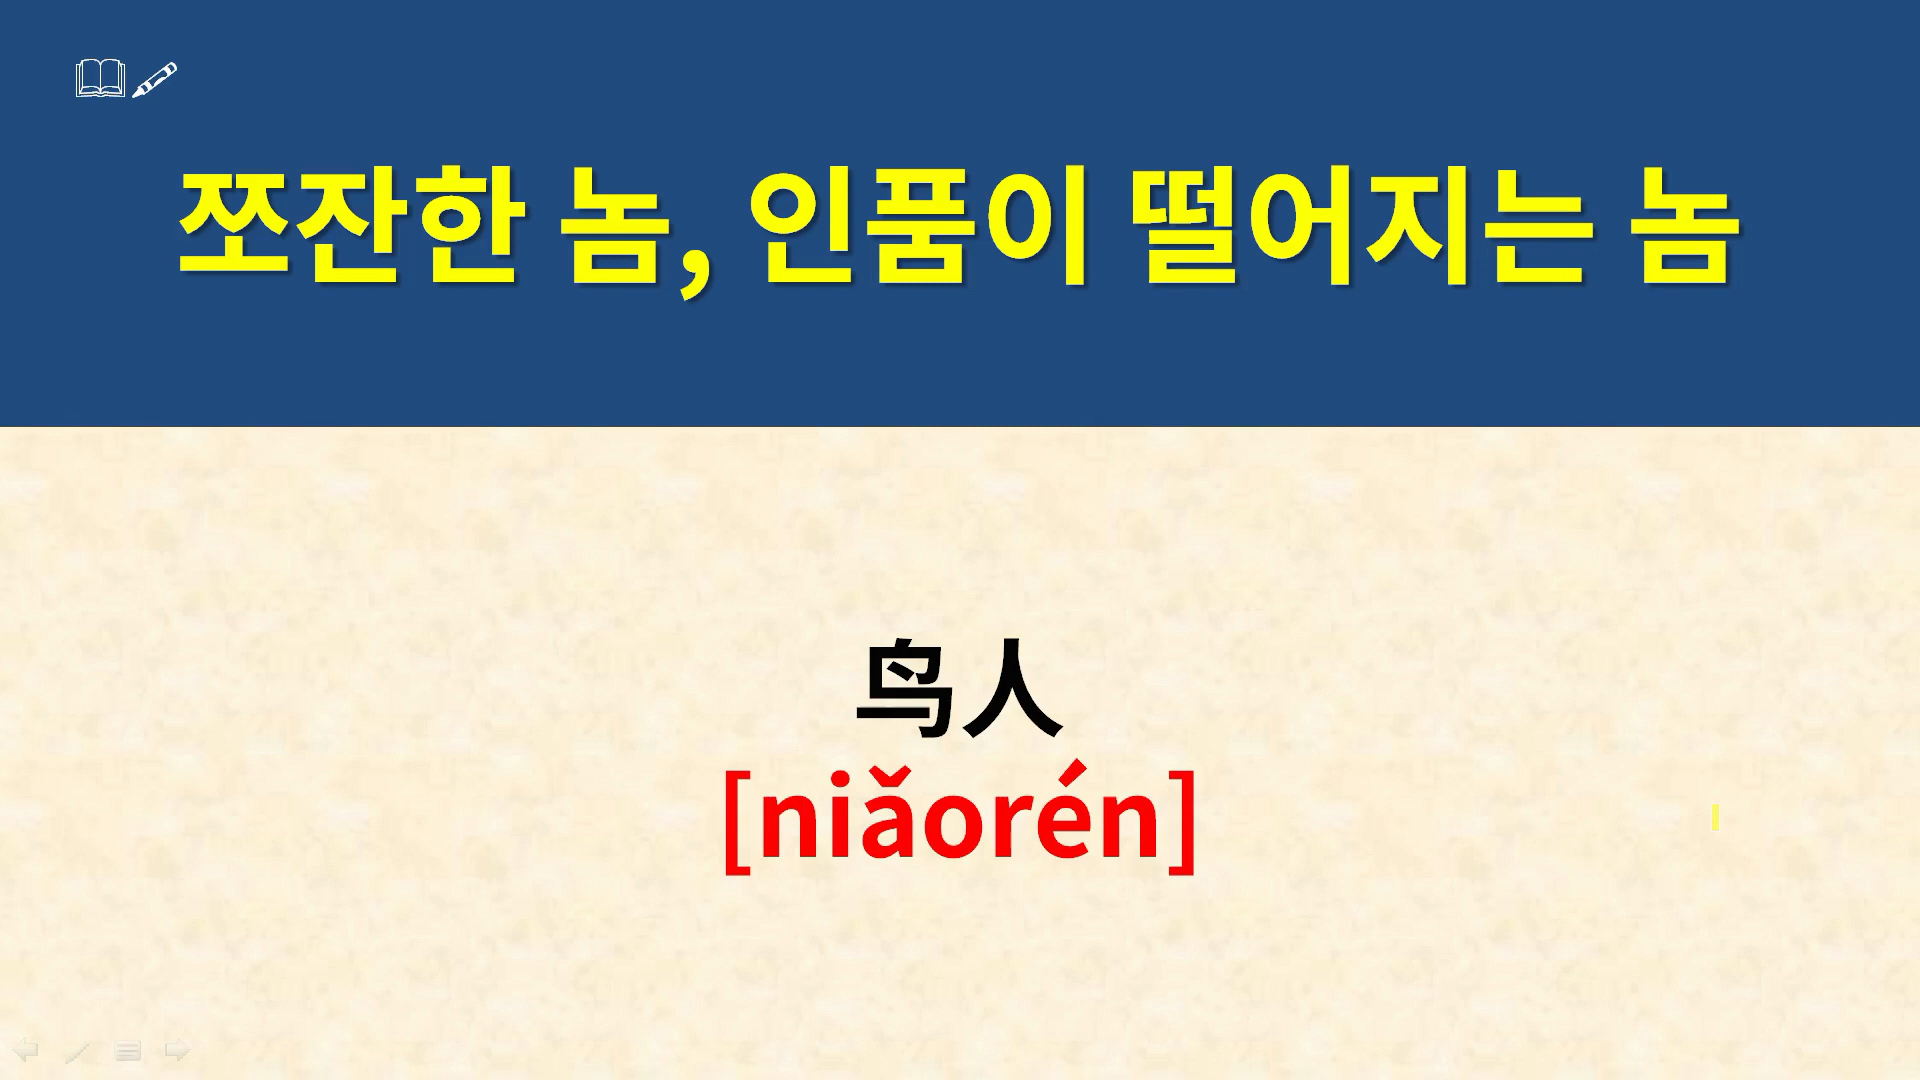 쪼잔한 놈, 인품이 떨어지는 놈
鸟人
[niǎorén]